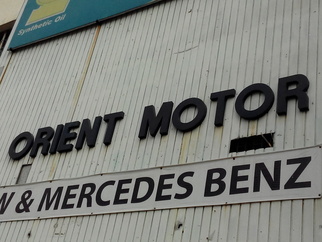 Synthetic Oil
ORIENT MOTOR
& MERCEDES BENZ